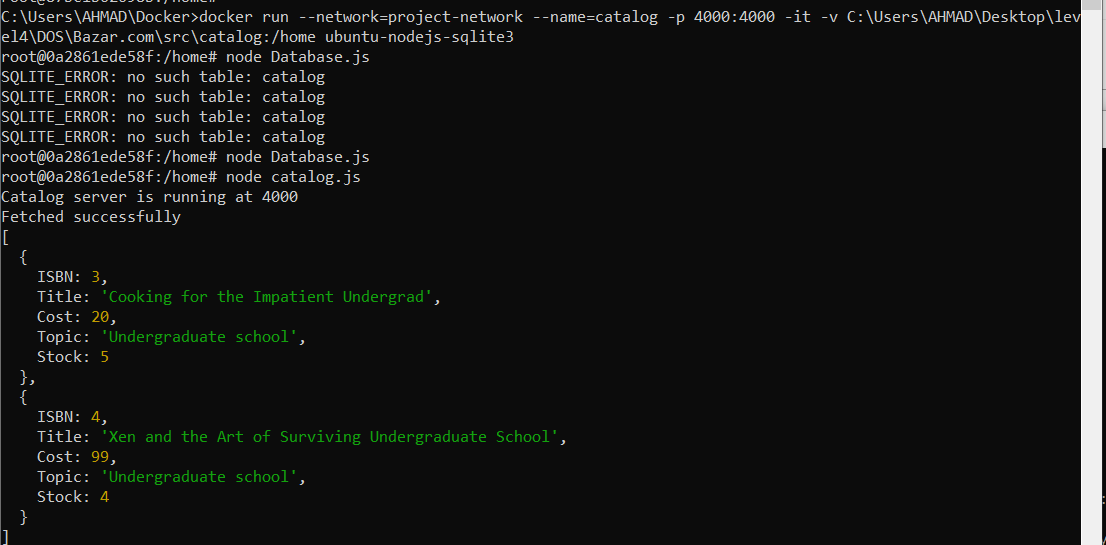 C:\Users\AHMAD\Docker>docker run --network=project-network --name=catalog -p 4000:4000 -it -v C:\Users\AHMAD\Desktop\lev
el4\DOS\Bazar.com\src\catalog:/home ubuntu-nodejs-sqlite3
root@0a2861ede58f:/home# node Database.js
SQLITE_ERROR: no such table: catalog
SQLITE_ERROR: no such table: catalog
SQLITE_ERROR: no such table: catalog
SQLITE_ERROR: no such table: catalog
root@0a2861ede58f:/home# node Database.js
root@0a2861ede58f:/home# node catalog.js
Catalog server is running at 4000
Fetched successfully
[
  {
    ISBN: 3,
    Title: 'Cooking for the Impatient Undergrad',
    Cost: 20,
    Topic: 'Undergraduate school',
    Stock: 5
  },
  {
    ISBN: 4,
    Title: 'Xen and the Art of Surviving Undergraduate School',
    Cost: 99,
    Topic: 'Undergraduate school',
    Stock: 4
  }
]